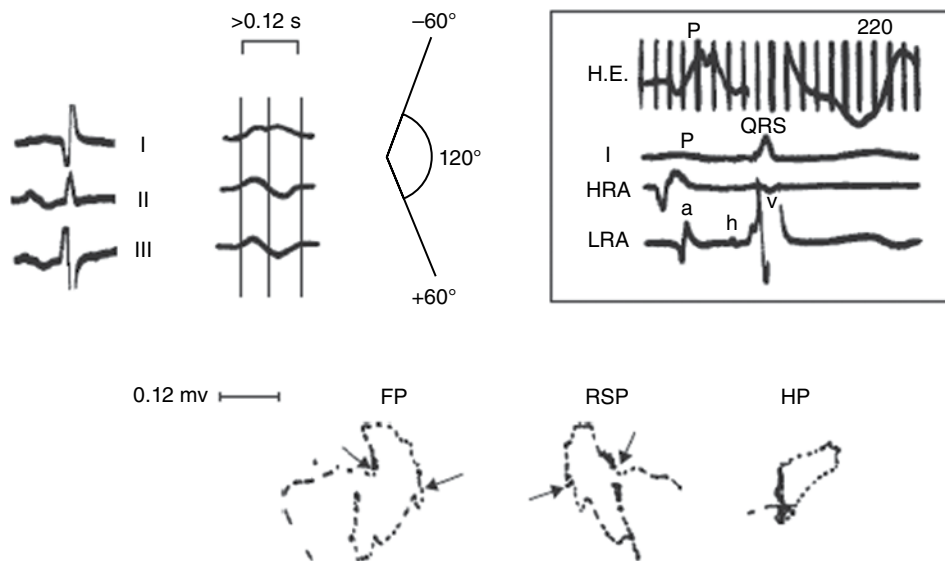 >0.12 s
–60°
120°
+60°
I
II
III
P
220
H.E.
QRS
I
P
HRA
a
h
v
LRA
0.12 mv
FP
RSP
HP